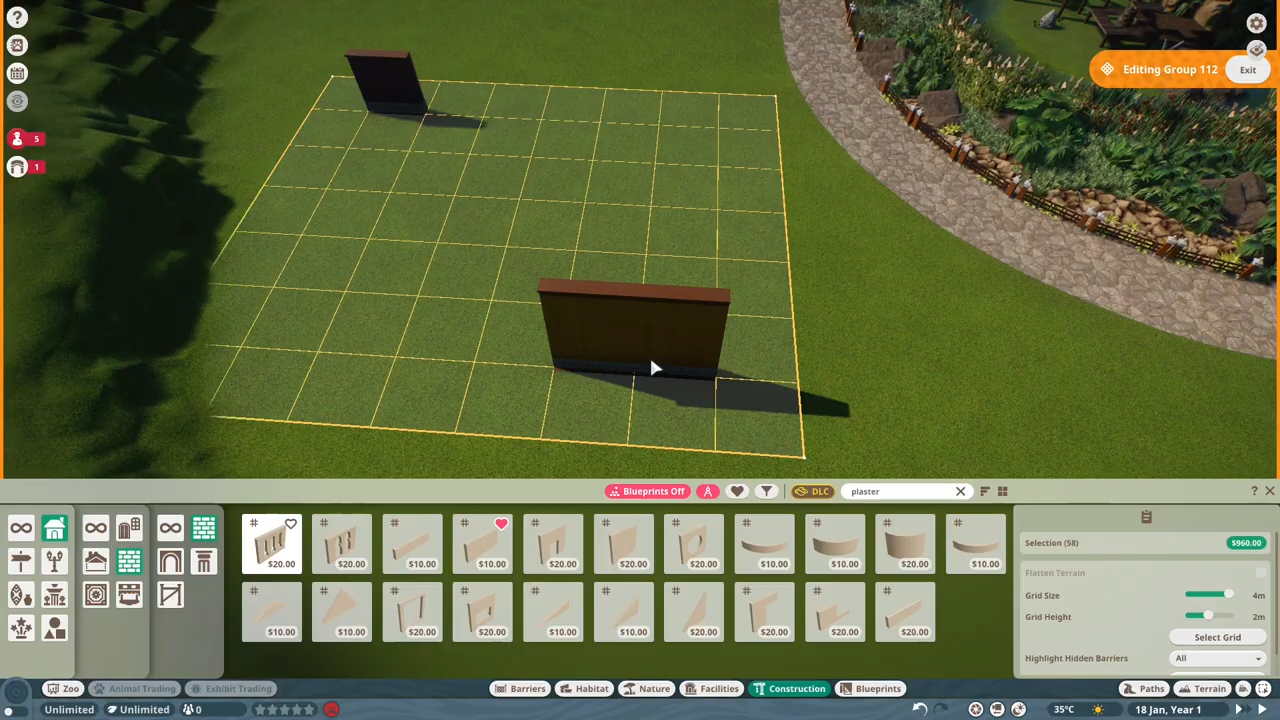 ?
Editing Group 112
Exit
5
1
Blueprints Off
DLC
plaster
?
$20.00
$20.00
$10.00
$10.00
$20.00
$20.00
$20.00
$10.00
$10.00
$20.00
$10.00
$10.00
$10.00
$20.00
$20.00
$10.00
$10.00
$20.00
$20.00
$20.00
$20.00
Selection (58)
$960.00
Flatten Terrain
Grid Size
4m
Grid Height
2m
Select Grid
Highlight Hidden Barriers
All
Zoo
Animal Trading
Exhibit Trading
Barriers
Habitat
Nature
Facilities
Construction
Blueprints
Paths
Terrain
Unlimited
Unlimited
0
35°C
18 Jan, Year 1